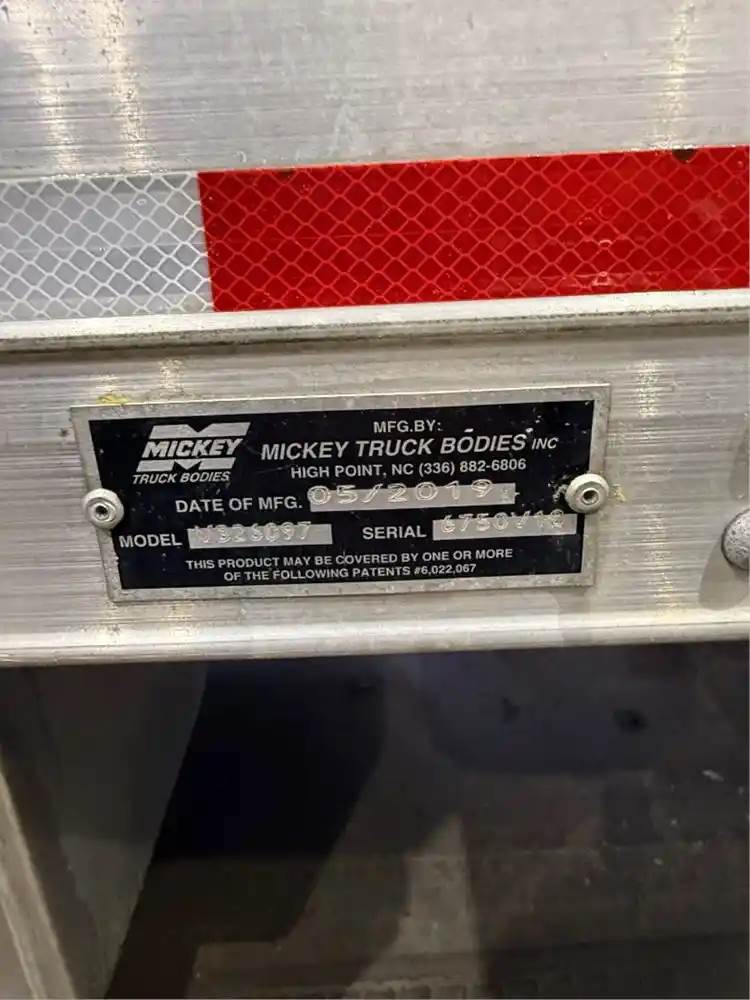 MICKEY
TRUCK BODIES
MFG.BY:
MICKEY TRUCK BODIES INC
HIGH POINT, NC (336) 882-6806
DATE OF MFG. 05/2019
MODEL
SERIAL
THIS PRODUCT MAY BE COVERED BY ONE OR MORE
OF THE FOLLOWING PATENTS #6,022,067